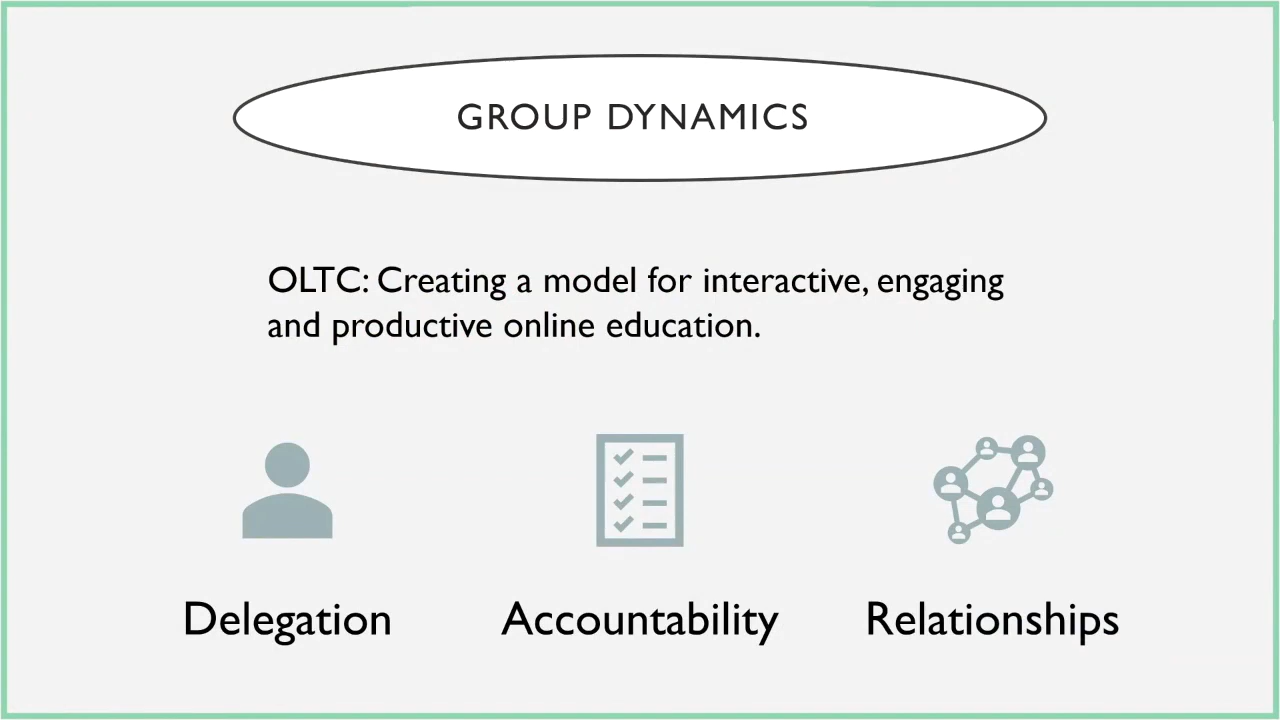 GROUP DYNAMICS
OLTC: Creating a model for interactive, engaging
and productive online education.
Delegation
Accountability
Relationships